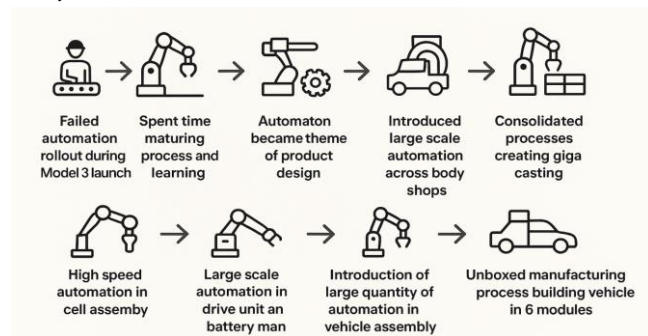 Failed
automation
rollout during
Model 3 launch
Spent time
maturing
process and
learning
Automaton
became theme
of product
design
Introduced
large scale
automation
across body
shops
Consolidated
processes
creating giga
casting
High speed
automation in
cell assemby
Large scale
automation in
drive unit an
battery man
Introduction of
large quantity of
automation in
vehicle assembly
Unboxed manufacturing
process building vehicle
in 6 modules